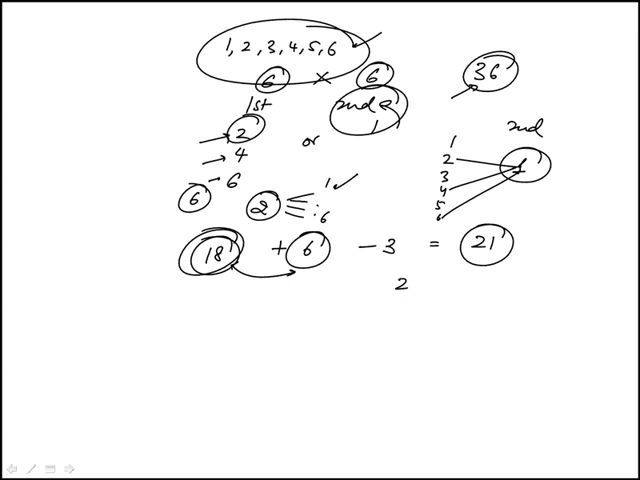 1, 2, 3, 4, 5, 6
6 × 6 36
1st 2nd
1
2 or
4
6
6 2 1
:
6
2nd
1
2 1
3
4
5
6
18 + 6 - 3 = 21
2